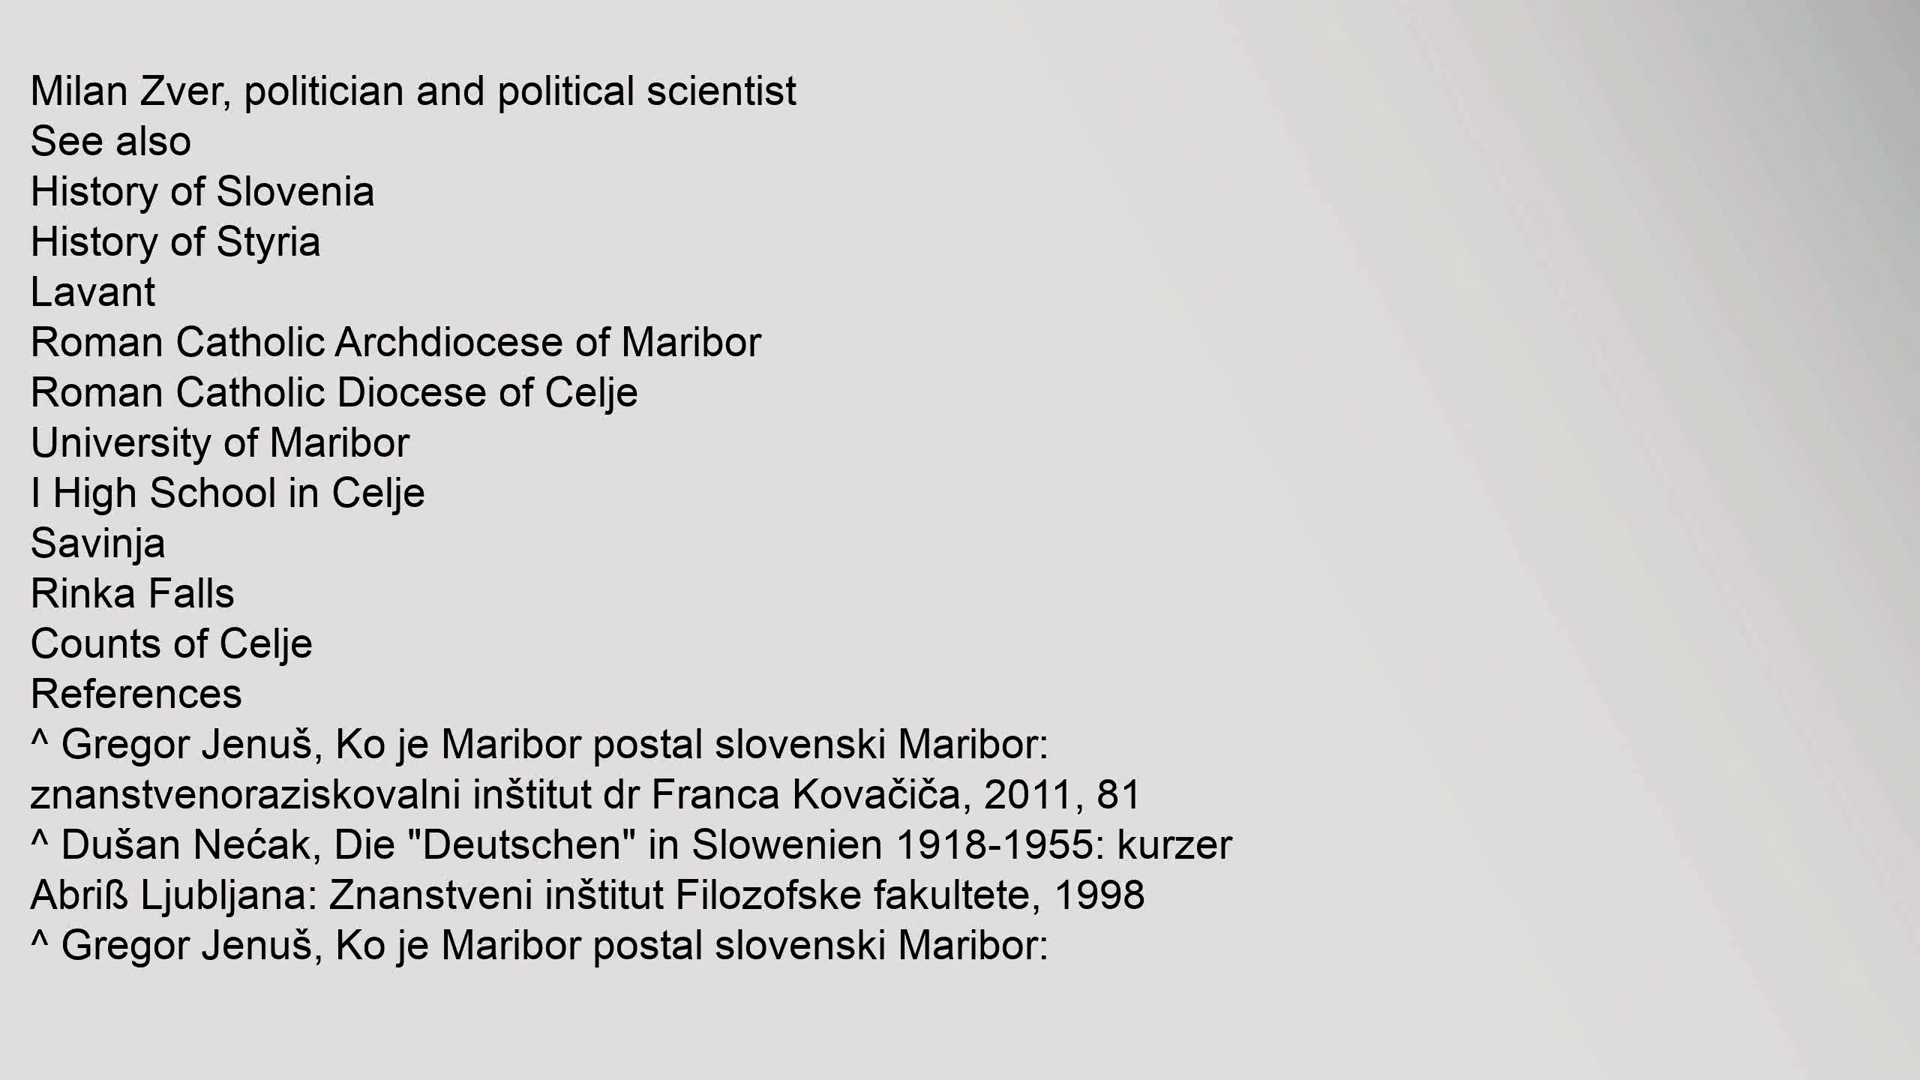 Milan Zver, politician and political scientist
See also
History of Slovenia
History of Styria
Lavant
Roman Catholic Archdiocese of Maribor
Roman Catholic Diocese of Celje
University of Maribor
I High School in Celje
Savinja
Rinka Falls
Counts of Celje
References
^ Gregor Jenuš, Ko je Maribor postal slovenski Maribor:
znanstvenoraziskovalni inštitut dr Franca Kovačiča, 2011, 81
^ Dušan Nećak, Die "Deutschen" in Slowenien 1918-1955: kurzer
Abriß Ljubljana: Znanstveni inštitut Filozofske fakultete, 1998
^ Gregor Jenuš, Ko je Maribor postal slovenski Maribor: